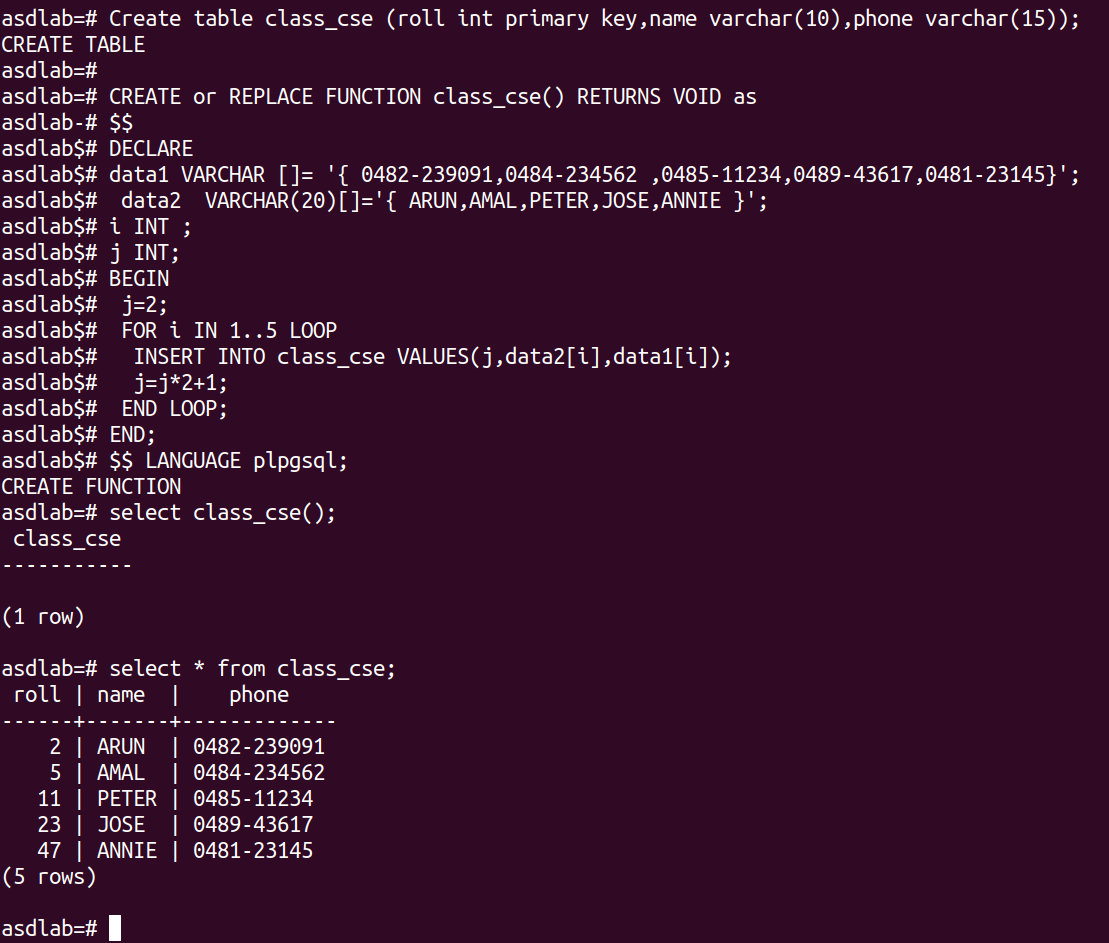 asdlab=# Create table class_cse (roll int primary key,name varchar(10),phone varchar(15));
CREATE TABLE
asdlab=#
asdlab=# CREATE or REPLACE FUNCTION class_cse() RETURNS VOID as
asdlab-# $$
asdlab$# DECLARE
asdlab$# data1 VARCHAR []= '{ 0482-239091,0484-234562 ,0485-11234,0489-43617,0481-23145}';
asdlab$#  data2  VARCHAR(20)[]='{ ARUN,AMAL,PETER,JOSE,ANNIE }';
asdlab$# i INT ;
asdlab$# j INT;
asdlab$# BEGIN
asdlab$#  j=2;
asdlab$#  FOR i IN 1..5 LOOP
asdlab$#   INSERT INTO class_cse VALUES(j,data2[i],data1[i]);
asdlab$#   j=j*2+1;
asdlab$#  END LOOP;
asdlab$# END;
asdlab$# $$ LANGUAGE plpgsql;
CREATE FUNCTION
asdlab=# select class_cse();
 class_cse
-----------

(1 row)

asdlab=# select * from class_cse;
 roll | name  |    phone
------+-------+-------------
    2 | ARUN  | 0482-239091
    5 | AMAL  | 0484-234562
   11 | PETER | 0485-11234
   23 | JOSE  | 0489-43617
   47 | ANNIE | 0481-23145
(5 rows)

asdlab=#